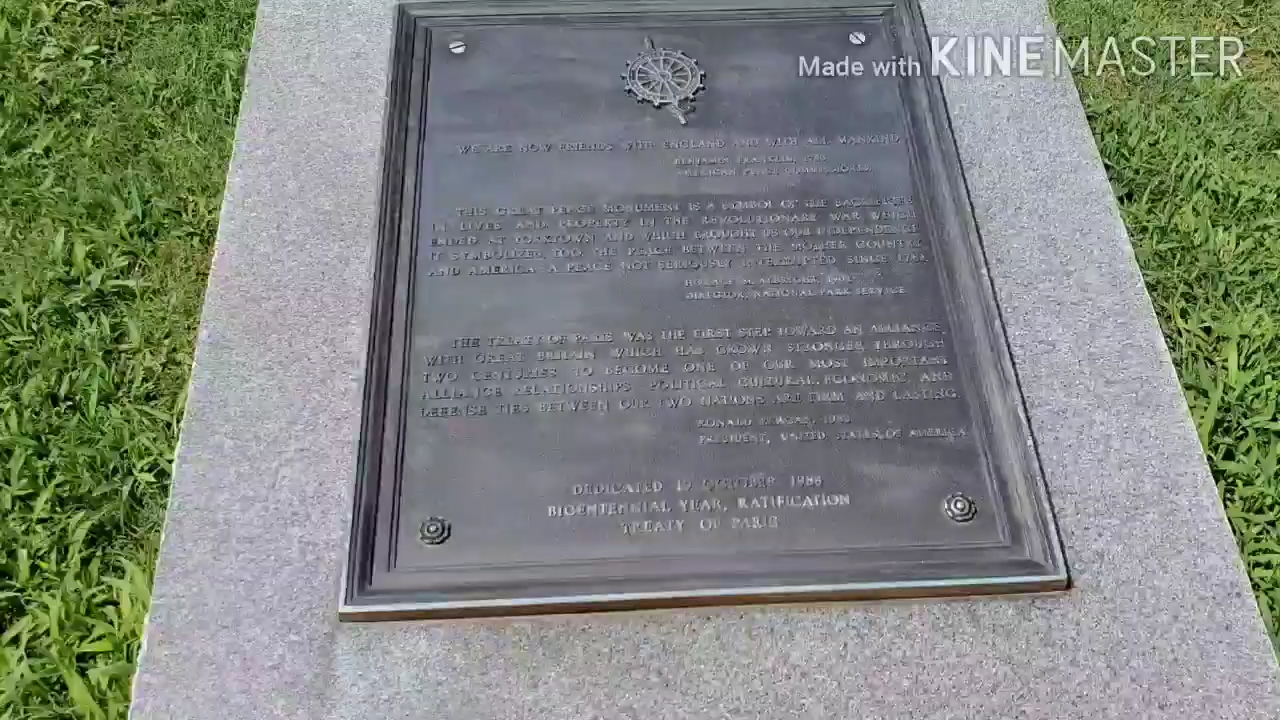 Made with KINEMASTER
WE ARE NOW FRIENDS WITH ENGLAND AND WITH ALL MANKIND
BENJAMIN FRANKLIN,
AMERICAN PEACE COMMISSIONER
THIS GREAT PEACE MONUMENT IS A SYMBOL OF THE SACRIFICES
IN LIVES AND PROPERTY IN THE REVOLUTIONARY WAR WHICH
ENDED AT YORKTOWN AND WHICH BROUGHT US OUR INDEPENDENCE
IT SYMBOLIZES, TOO, THE PEACE BETWEEN THE MOTHER COUNTRY
AND AMERICA A PEACE NOT SERIOUSLY INTERRUPTED SINCE
DIRECTOR, NATIONAL PARK SERVICE
THE TREATY OF PARIS WAS THE FIRST STEP TOWARD AN ALLIANCE,
WITH GREAT BRITAIN WHICH HAS GROWN STRONGER THROUGH
TWO CENTURIES TO BECOME ONE OF OUR MOST IMPORTANT
ALLIANCE RELATIONSHIPS POLITICAL, CULTURAL, ECONOMIC, AND
DEFENSE TIES BETWEEN OUR TWO NATIONS ARE FIRM AND LASTING
RONALD REAGAN,
PRESIDENT, UNITED STATES OF AMERICA
DEDICATED 19 OCTOBER
BICENTENNIAL YEAR, RATIFICATION
TREATY OF PARIS